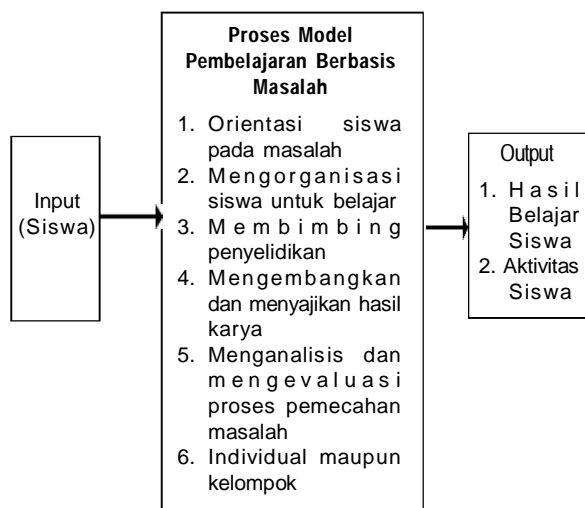 Input
(Siswa)
Proses Model
Pembelajaran Berbasis
Masalah
1. Orientasi siswa
pada masalah
2. Mengorganisasi
siswa untuk belajar
3. Membimbing
penyelidikan
4. Mengembangkan
dan menyajikan hasil
karya
5. Menganalisis dan
mengevaluasi
proses pemecahan
masalah
6. Individual maupun
kelompok
Output
1. Hasil
Belajar
Siswa
2. Aktivitas
Siswa